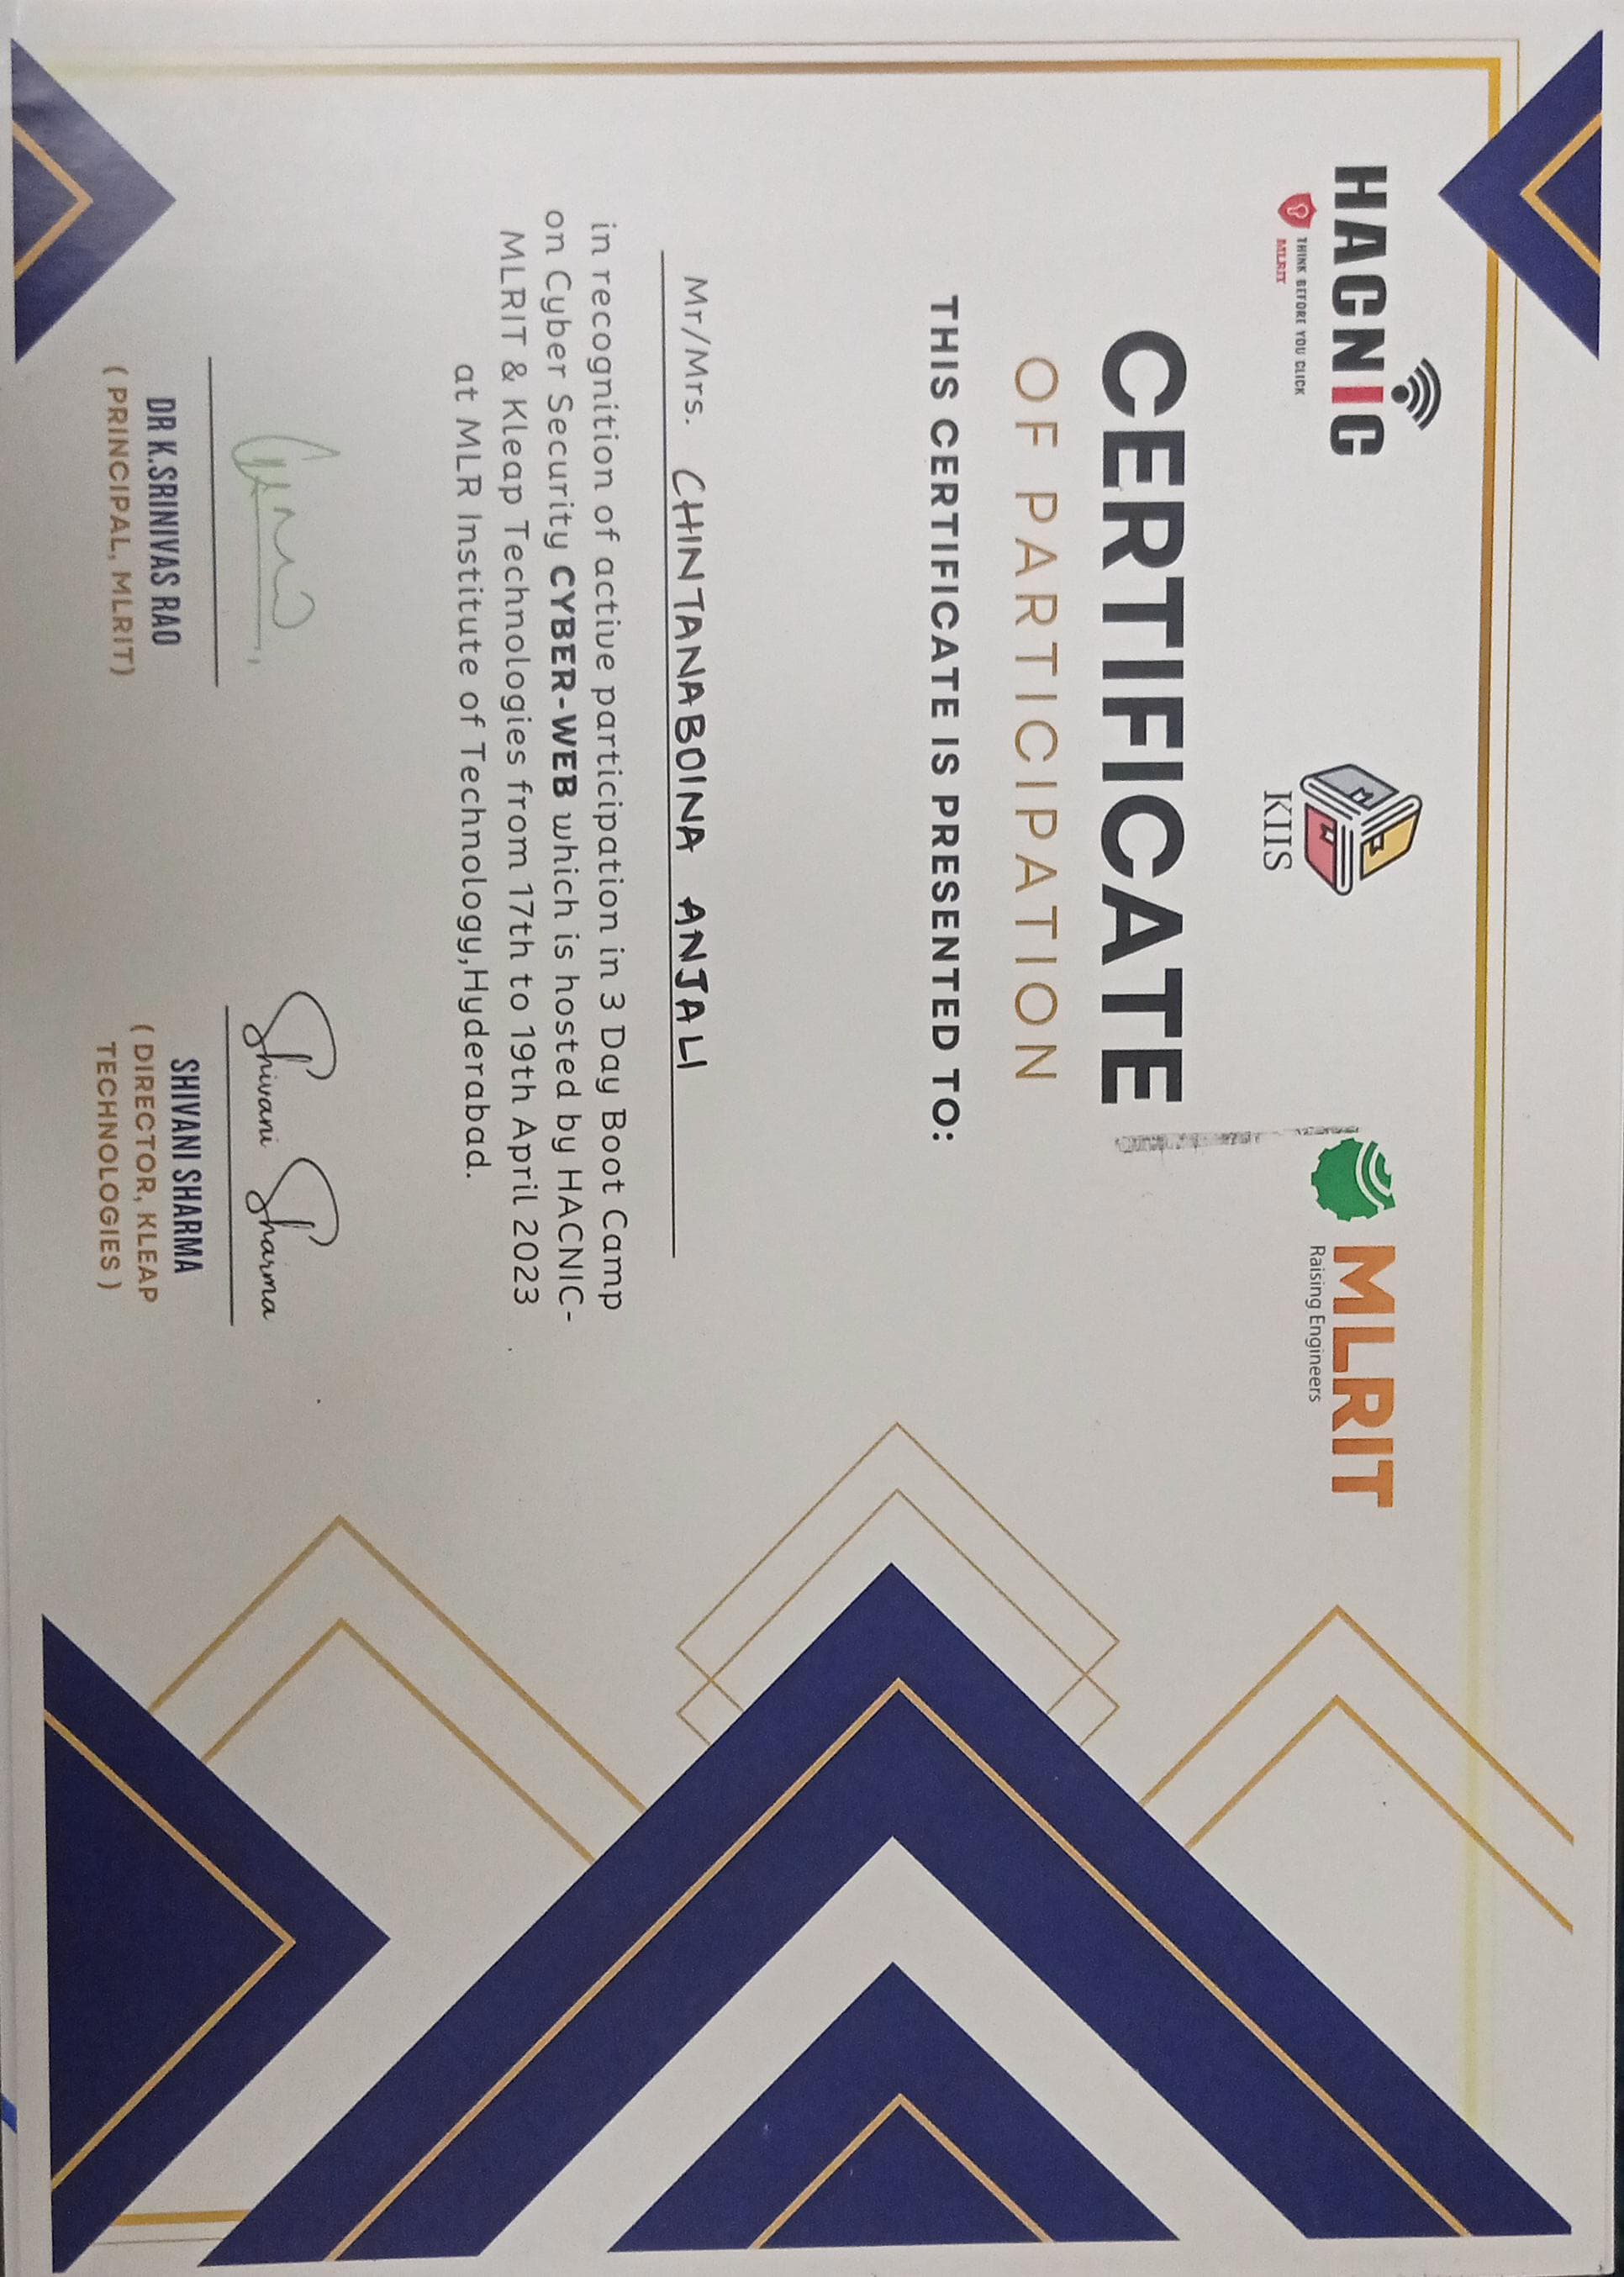 HACNiC
THINK BEFORE YOU CLICK
MLRIT
KIIS
MLRIT
Raising Engineers
CERTIFICATE
OF PARTICIPATION
THIS CERTIFICATE IS PRESENTED TO:
Mr/Mrs. CHINTANABOINA ANJALI
in recognition of active participation in 3 Day Boot Camp
on Cyber Security CYBER-WEB which is hosted by HACNIC-
MLRIT & Kleap Technologies from 17th to 19th April 2023
at MLR Institute of Technology,Hyderabad.
Shivani Sharma
DR K.SRINIVAS RAO
( PRINCIPAL, MLRIT)
SHIVANI SHARMA
( DIRECTOR, KLEAP
TECHNOLOGIES )